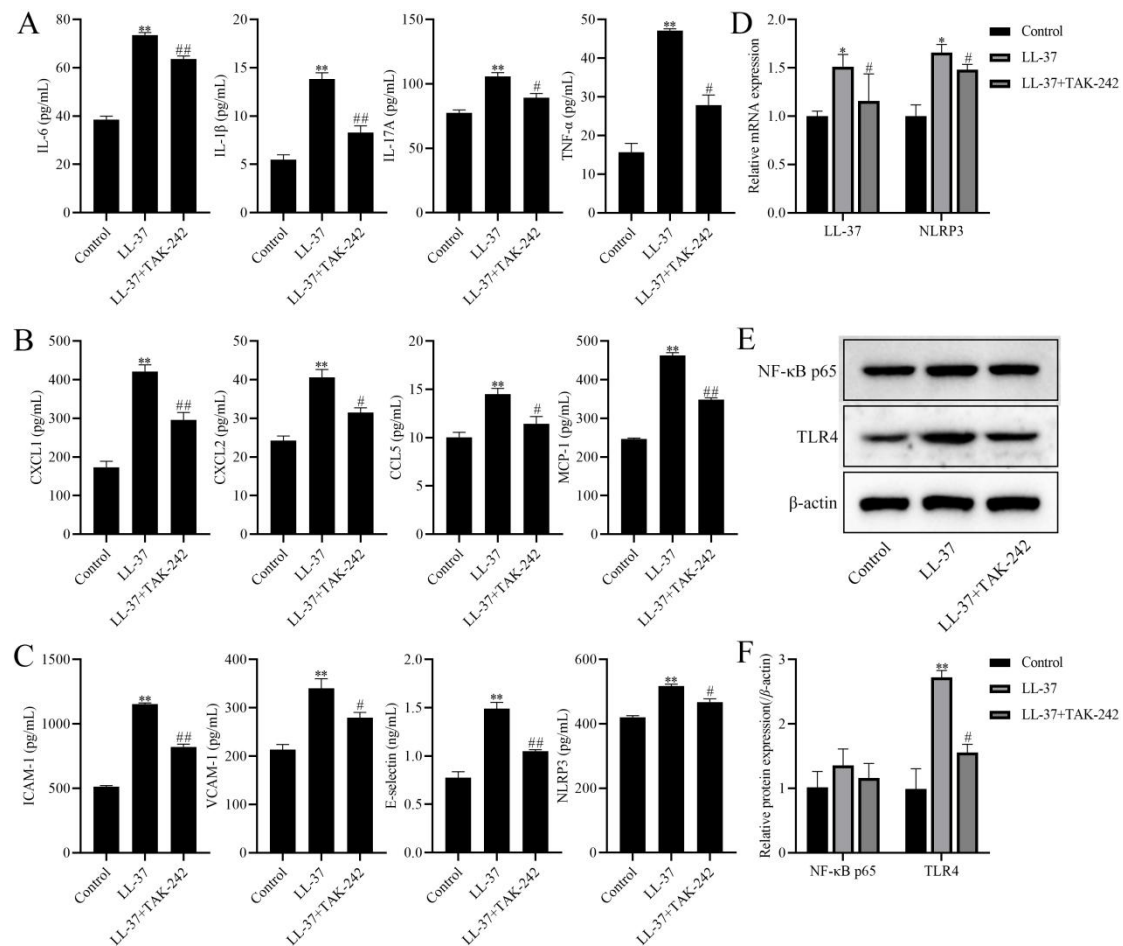 A
IL-6 (pg/mL)
80
60
40
20
0
**
##
Control
LL-37
LL-37+TAK-242
IL-1β (pg/mL)
20
15
10
5
0
**
##
Control
LL-37
LL-37+TAK-242
IL-17A (pg/mL)
150
100
50
0
**
#
Control
LL-37
LL-37+TAK-242
TNF-α (pg/mL)
50
40
30
20
10
0
**
#
Control
LL-37
LL-37+TAK-242
D
Relative mRNA expression
2.0
1.5
1.0
0.5
0.0
*
#
*
#
LL-37
NLRP3
Control
LL-37
LL-37+TAK-242
B
CXCL1 (pg/mL)
500
400
300
200
100
0
**
##
Control
LL-37
LL-37+TAK-242
CXCL2 (pg/mL)
50
40
30
20
10
0
**
#
Control
LL-37
LL-37+TAK-242
CCL5 (pg/mL)
20
15
10
5
0
**
#
Control
LL-37
LL-37+TAK-242
MCP-1 (pg/mL)
500
400
300
200
100
0
**
##
Control
LL-37
LL-37+TAK-242
E
NF-κB p65
TLR4
β-actin
Control
LL-37
LL-37+TAK-242
C
ICAM-1 (pg/mL)
1500
1000
500
0
**
##
Control
LL-37
LL-37+TAK-242
VCAM-1 (pg/mL)
400
300
200
100
0
**
#
Control
LL-37
LL-37+TAK-242
E-selectin (ng/mL)
2.0
1.5
1.0
0.5
0.0
**
##
Control
LL-37
LL-37+TAK-242
NLRP3 (pg/mL)
600
400
200
0
**
#
Control
LL-37
LL-37+TAK-242
F
Relative protein expression(/β-actin)
3
2
1
0
**
#
NF-κB p65
TLR4
Control
LL-37
LL-37+TAK-242